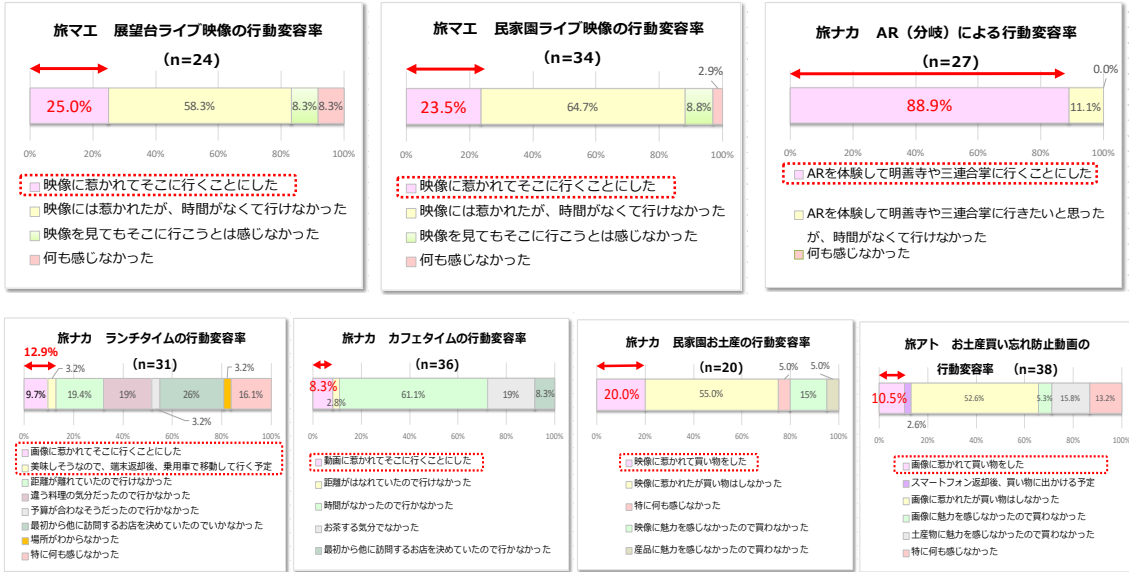 旅マエ　展望台ライブ映像の行動変容率
(n=24)
25.0%
58.3%
8.3%
8.3%
0%
20%
40%
60%
80%
100%
映像に惹かれてそこに行くことにした
映像には惹かれたが、時間がなくて行けなかった
映像を見てもそこに行こうとは感じなかった
何も感じなかった
旅マエ　民家園ライブ映像の行動変容率
(n=34)
2.9%
23.5%
64.7%
8.8%
0%
20%
40%
60%
80%
100%
映像に惹かれてそこに行くことにした
映像には惹かれたが、時間がなくて行けなかった
映像を見てもそこに行こうとは感じなかった
何も感じなかった
旅ナカ　AR（分岐）による行動変容率
(n=27)
0.0%
88.9%
11.1%
0%
20%
40%
60%
80%
100%
ARを体験して明善寺や三連合掌に行くことにした
ARを体験して明善寺や三連合掌に行きたいと思った
が、時間がなくて行けなかった
何も感じなかった
旅ナカ　ランチタイムの行動変容率
12.9%
(n=31)
3.2%
3.2%
9.7%
19.4%
19%
26%
16.1%
3.2%
0%
20%
40%
60%
80%
100%
画像に惹かれてそこに行くことにした
美味しそうなので、端末返却後、乗用車で移動して行く予定
距離が離れていたので行けなかった
違う料理の気分だったので行かなかった
予算が合わなそうだったので行かなかった
最初から他に訪問するお店を決めていたのでいかなかった
場所がわからなかった
特に何も感じなかった
旅ナカ　カフェタイムの行動変容率
(n=36)
8.3%
2.8%
61.1%
19%
8.3%
0%
20%
40%
60%
80%
100%
動画に惹かれてそこに行くことにした
距離がはなれていたので行けなかった
時間がなかったので行けなかった
お茶する気分でなかった
最初から他に訪問するお店を決めていたので行かなかった
旅ナカ　民家園お土産の行動変容率
(n=20)
5.0%
5.0%
20.0%
55.0%
15%
0%
20%
40%
60%
80%
100%
映像に惹かれて買い物をした
映像に惹かれたが買い物はしなかった
特に何も感じなかった
映像に魅力を感じなかったので買わなかった
産品に魅力を感じなかったので買わなかった
旅アト　お土産買い忘れ防止動画の
行動変容率　(n=38)
10.5%
52.6%
5.3%
15.8%
13.2%
2.6%
0%
20%
40%
60%
80%
100%
画像に惹かれて買い物をした
スマートフォン返却後、買い物に出かける予定
画像に惹かれたが買い物はしなかった
画像に魅力を感じなかったので買わなかった
土産物に魅力を感じなかったので買わなかった
特に何も感じなかった